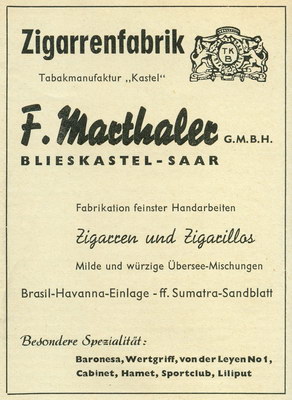 Zigarrenfabrik
TKB
Tabakmanufaktur „Kastel"
F. Marthaler G.M.B.H.
BLIESKASTEL-SAAR
Fabrikation feinster Handarbeiten
Zigarren und Zigarillos
Milde und würzige Übersee-Mischungen
Brasil-Havanna-Einlage - ff. Sumatra-Sandblatt
Besondere Spezialität:
Baronesa, Wertgriff, von der Leyen No 1,
Cabinet, Hamet, Sportclub, Liliput